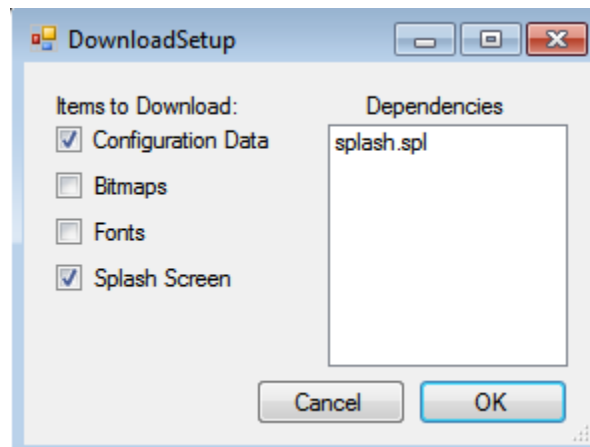 DownloadSetup
Items to Download:
Dependencies
Configuration Data
splash.spl
Bitmaps
Fonts
Splash Screen
Cancel
OK